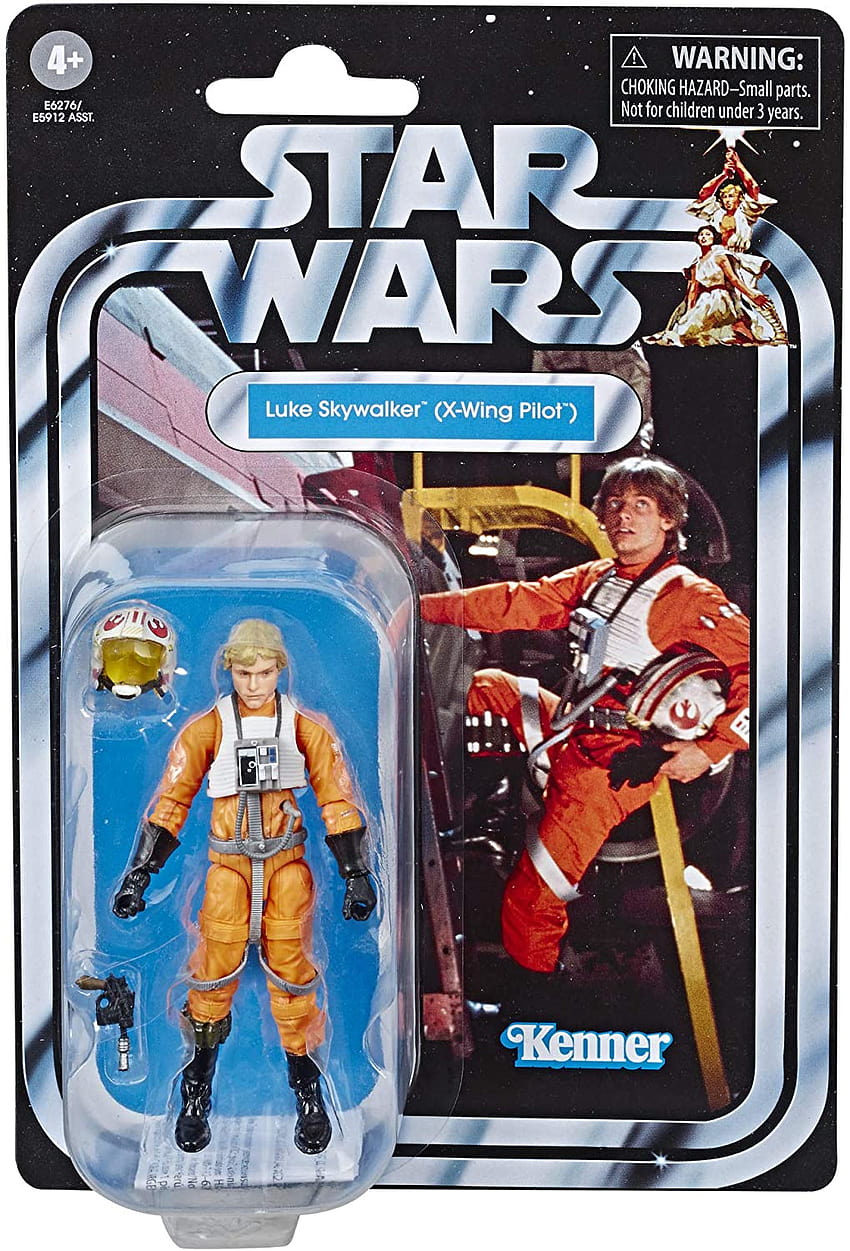 4+
E6276/
E5912 ASST.
⚠ WARNING:
CHOKING HAZARD–Small parts.
Not for children under 3 years.
STAR
WARS
™
Luke Skywalker™ (X-Wing Pilot™)
Kenner